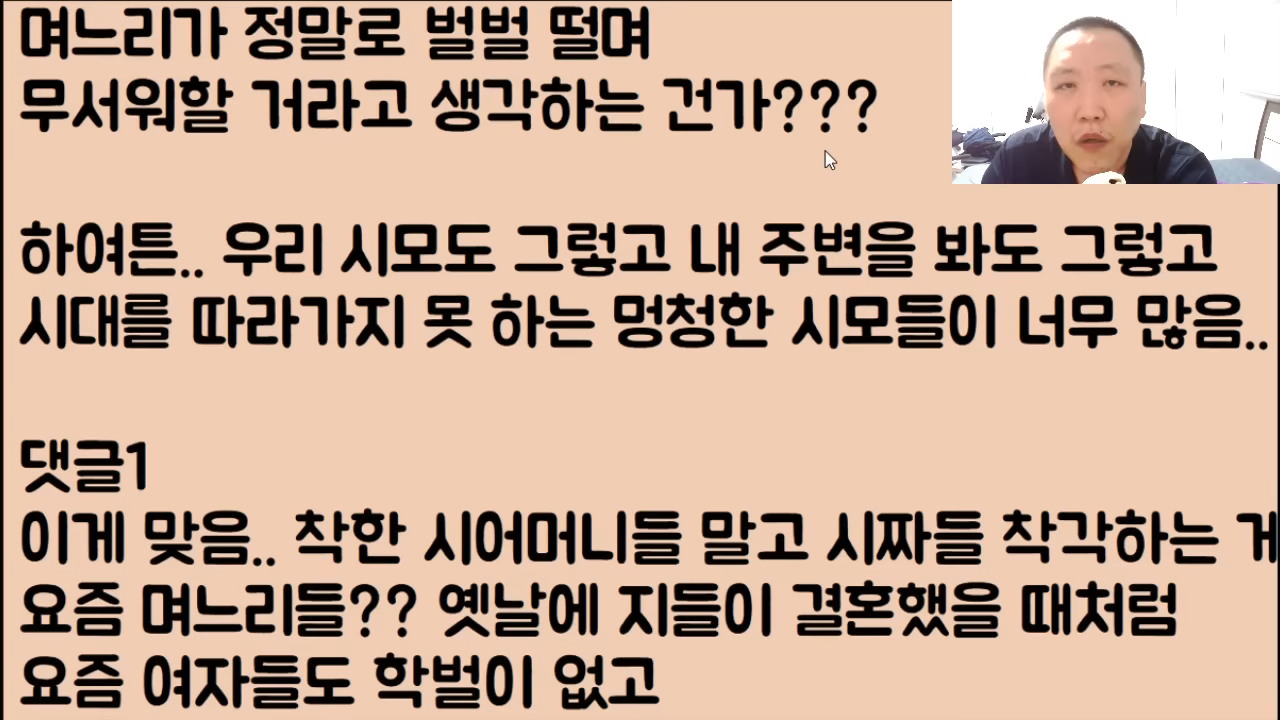 며느리가 정말로 벌벌 떨며
무서워할 거라고 생각하는 건가???
하여튼.. 우리 시모도 그렇고 내 주변을 봐도 그렇고
시대를 따라가지 못 하는 멍청한 시모들이 너무 많음..
댓글1
이게 맞음.. 착한 시어머니들 말고 시짜들 착각하는 게
요즘 며느리들?? 옛날에 지들이 결혼했을 때처럼
요즘 여자들도 학벌이 없고